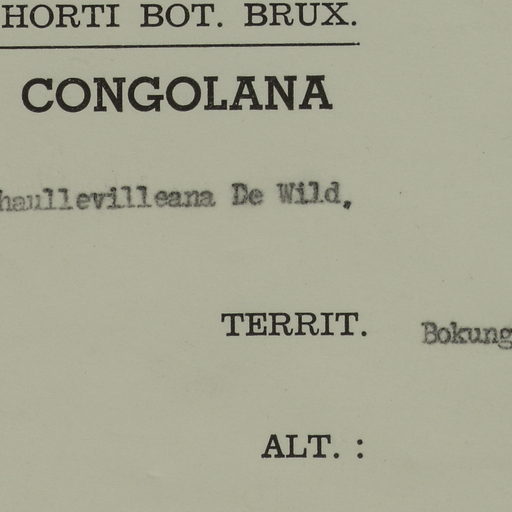 HORTI BOT. BRUX.
CONGOLANA
haullevilleana De Wild.
TERRIT. Bokung
ALT. :